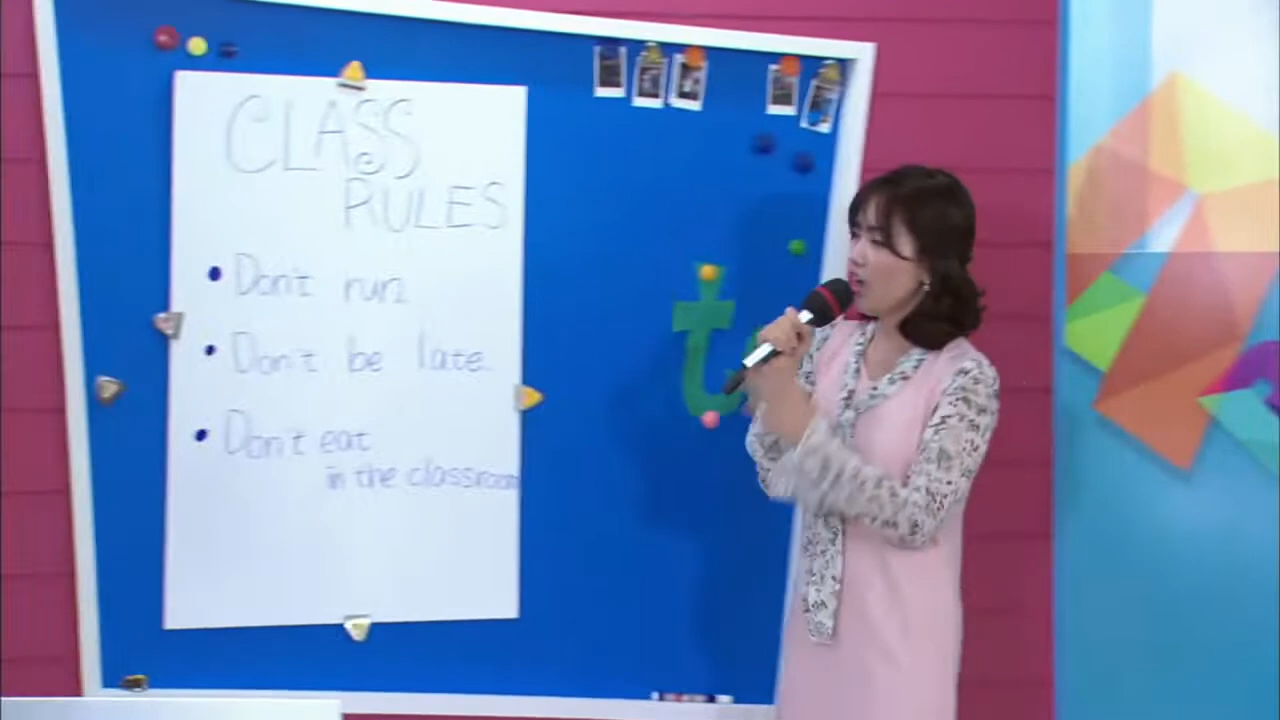 CLASS
RULES
• Don't run
• Don't be late.
• Don't eat
in the classroom
t